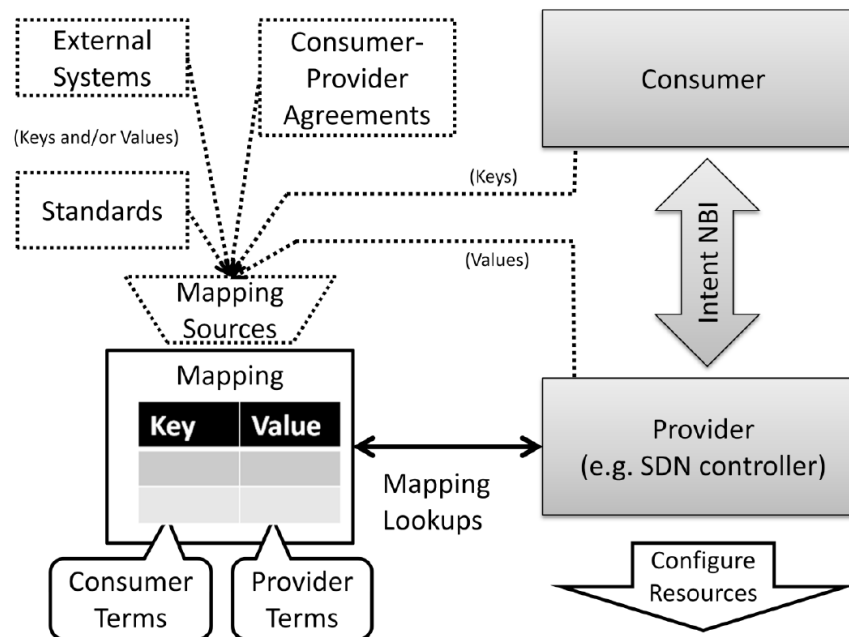 External
Systems
Consumer-
Provider
Agreements
Consumer
(Keys and/or Values)
(Keys)
Standards
Intent NBI
(Values)
Mapping
Sources
Mapping
Key Value
Provider
(e.g. SDN controller)
Mapping
Lookups
Consumer
Terms
Provider
Terms
Configure
Resources